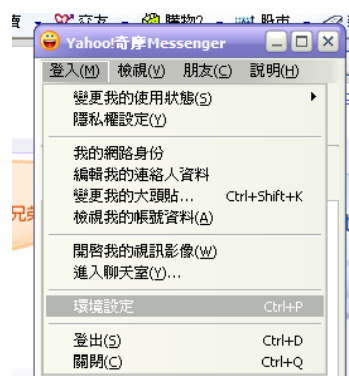 交友 購物? 股市
Yahoo!奇摩Messenger
登入(M) 檢視(V) 朋友(C) 說明(H)
變更我的使用狀態(S)
隱私權設定(Y)
我的網路身份
編輯我的連絡人資料
變更我的大頭貼... Ctrl+Shift+K
檢視我的帳號資料(A)
兄弟
開啓我的視訊影像(W)
進入聊天室(Y)...
環境設定 Ctrl+P
登出(S) Ctrl+D
關閉(C) Ctrl+Q